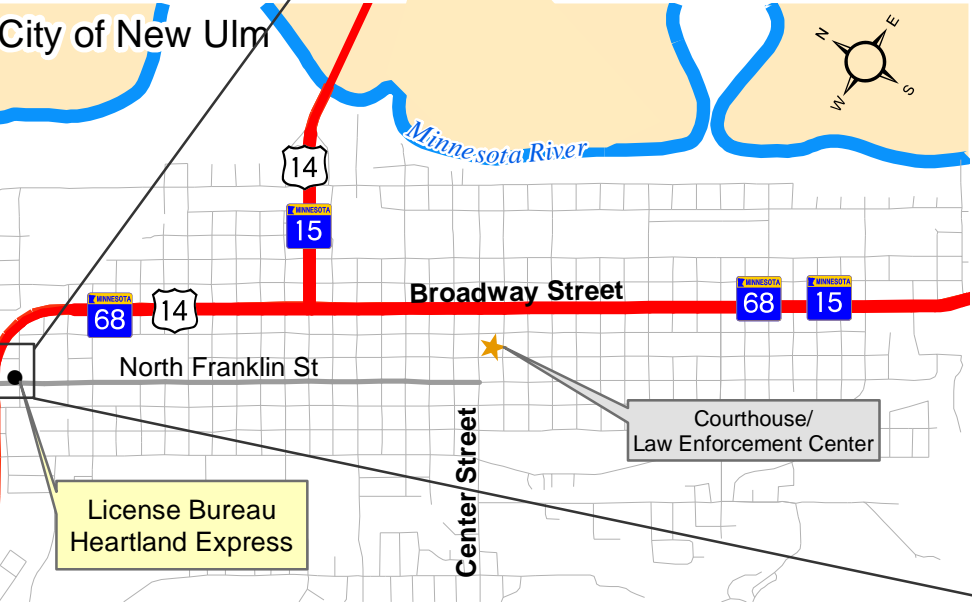 City of New Ulm
N
E
W
S
Minnesota River
14
MINNESOTA
15
Broadway Street
MINNESOTA
68
14
MINNESOTA
68
MINNESOTA
15
North Franklin St
Courthouse/
Law Enforcement Center
Center Street
License Bureau
Heartland Express